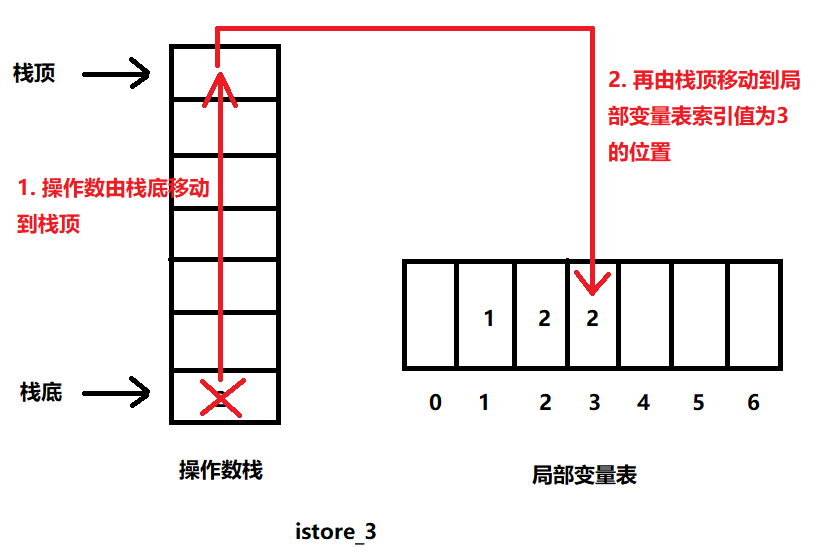 栈顶
2. 再由栈顶移动到局
部变量表索引值为3
的位置
1. 操作数由栈底移动
到栈顶
1 2 2
栈底
0 1 2 3 4 5 6
操作数栈
局部变量表
istore_3